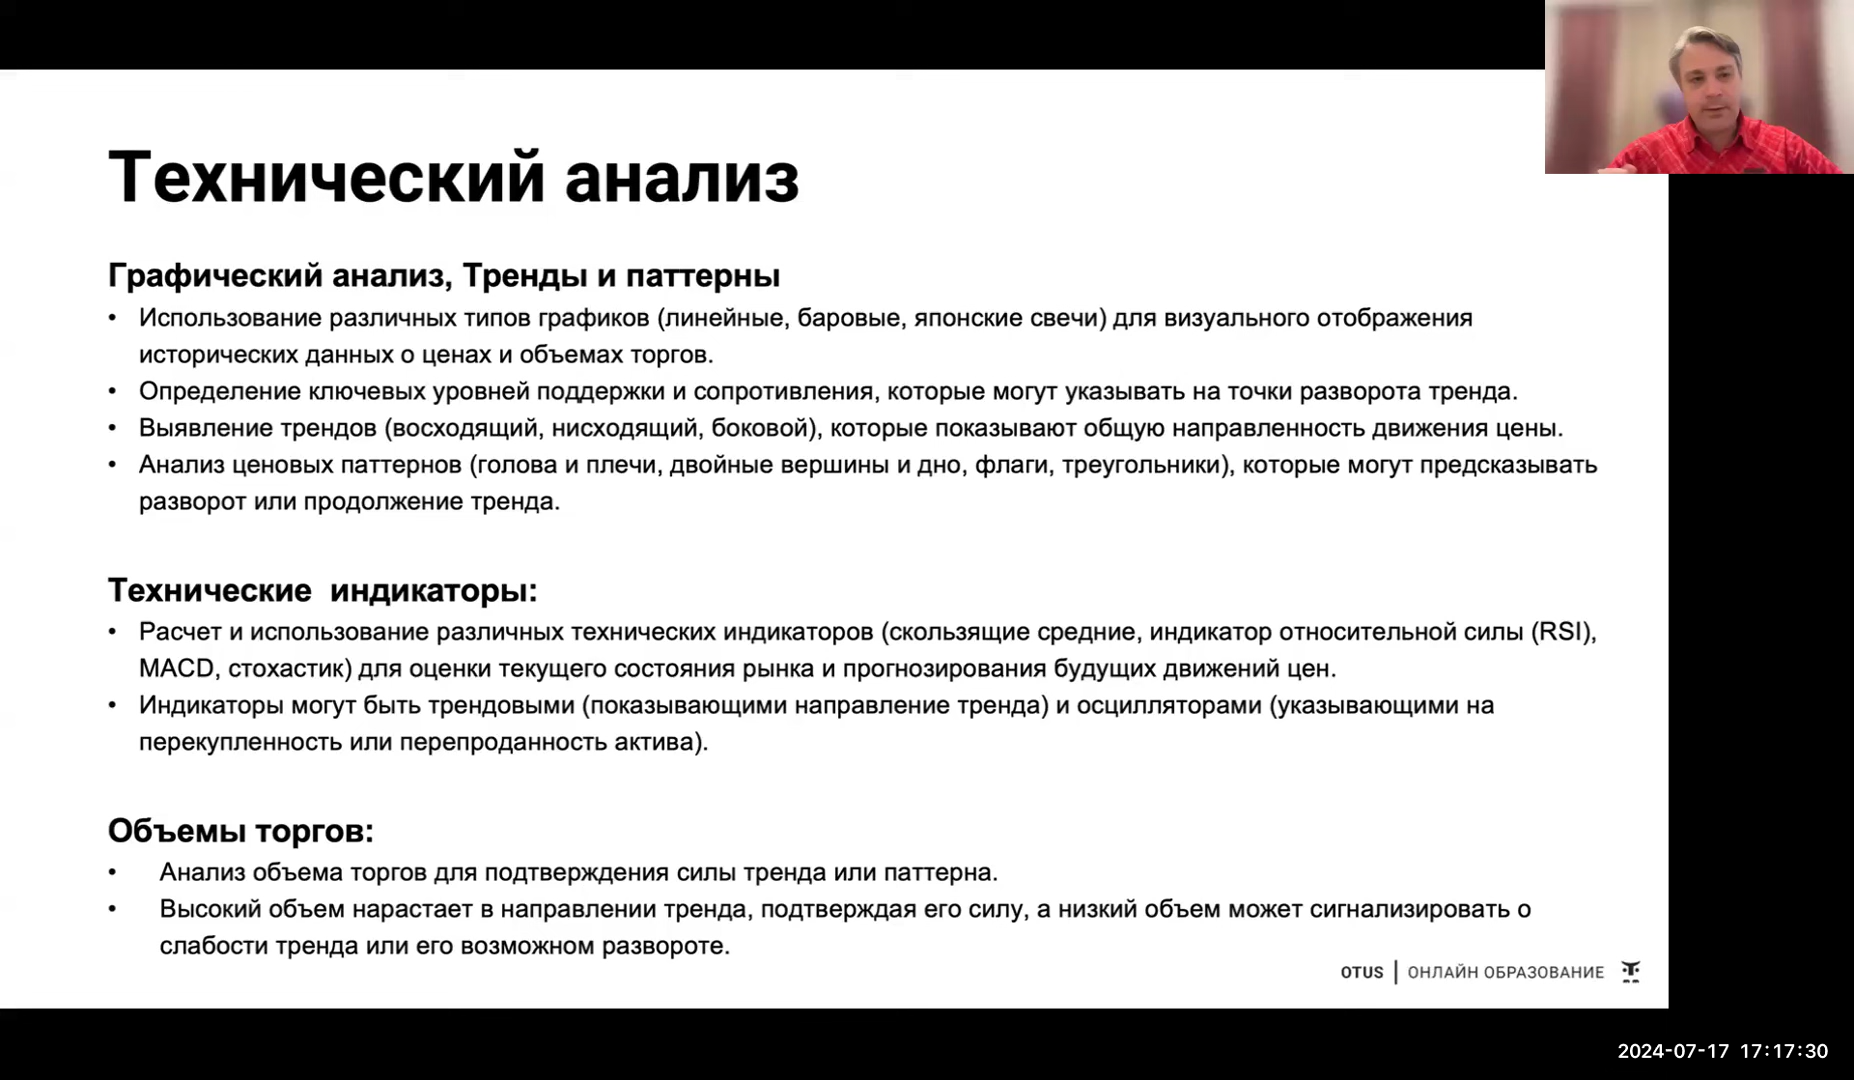 Технический анализ
Графический анализ, Тренды и паттерны
• Использование различных типов графиков (линейные, баровые, японские свечи) для визуального отображения
исторических данных о ценах и объемах торгов.
• Определение ключевых уровней поддержки и сопротивления, которые могут указывать на точки разворота тренда.
• Выявление трендов (восходящий, нисходящий, боковой), которые показывают общую направленность движения цены.
• Анализ ценовых паттернов (голова и плечи, двойные вершины и дно, флаги, треугольники), которые могут предсказывать
разворот или продолжение тренда.
Технические  индикаторы:
• Расчет и использование различных технических индикаторов (скользящие средние, индикатор относительной силы (RSI),
MACD, стохастик) для оценки текущего состояния рынка и прогнозирования будущих движений цен.
• Индикаторы могут быть трендовыми (показывающими направление тренда) и осцилляторами (указывающими на
перекупленность или перепроданность актива).
Объемы торгов:
• Анализ объема торгов для подтверждения силы тренда или паттерна.
• Высокий объем нарастает в направлении тренда, подтверждая его силу, а низкий объем может сигнализировать о
слабости тренда или его возможном развороте.
OTUS | ОНЛАЙН ОБРАЗОВАНИЕ
2024-07-17 17:17:30